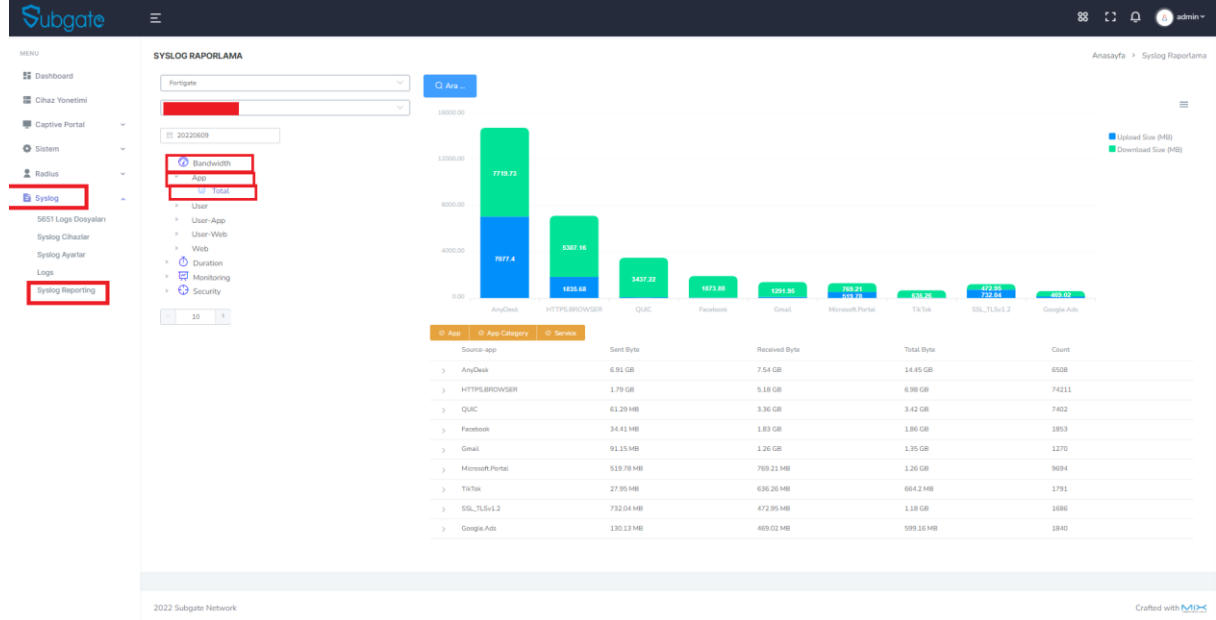 Subgate
admin
MENU
Dashboard
Cihaz Yonetimi
Captive Portal
Sistem
Radius
Syslog
5651 Logs Dosyaları
Syslog Cihazlar
Syslog Ayarlar
Logs
Syslog Reporting
SYSLOG RAPORLAMA
Anasayfa > Syslog Raporlama
Fortigate
20220609
Bandwidth
App
Total
User
User-App
User-Web
Web
Duration
Monitoring
Security
10
Ara ...
16000.00
12000.00
8000.00
4000.00
0.00
Upload Size (MB)
Download Size (MB)
7719.73
7077.4
5307.16
1835.68
3437.32
1873.88
1291.95
769.21
519.78
636.26
472.95
732.04
469.02
AnyDesk HTTPS.BROWSER QUIC Facebook Gmail Microsoft.Portal TikTok SSL_TLSv1.2 Google.Ads
App App Category Service
Source-app Sent Byte Received Byte Total Byte Count
AnyDesk 6.91 GB 7.54 GB 14.45 GB 6508
HTTPS.BROWSER 1.79 GB 5.18 GB 6.98 GB 74211
QUIC 61.29 MB 3.36 GB 3.42 GB 7402
Facebook 34.41 MB 1.83 GB 1.86 GB 1853
Gmail 91.15 MB 1.26 GB 1.35 GB 1270
Microsoft.Portal 519.78 MB 769.21 MB 1.26 GB 9694
TikTok 27.95 MB 636.26 MB 664.2 MB 1791
SSL_TLSv1.2 732.04 MB 472.95 MB 1.18 GB 1686
Google.Ads 130.13 MB 469.02 MB 599.16 MB 1840
2022 Subgate Network
Crafted with MIX